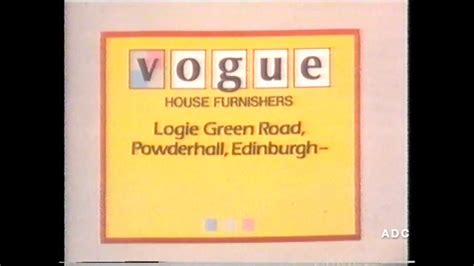 vogue
HOUSE FURNISHERS
Logie Green Road,
Powderhall, Edinburgh–
ADC